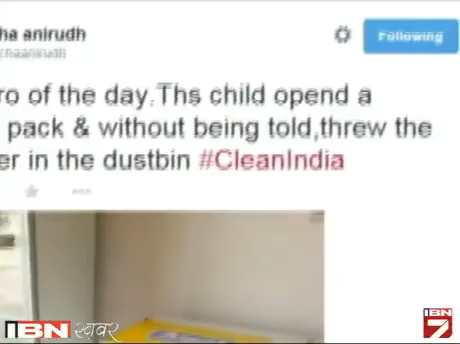 ha anirudh
chaanirudh
Following
ro of the day.Ths child opend a
pack & without being told,threw the
er in the dustbin #CleanIndia
IBN खबर
IBN
7